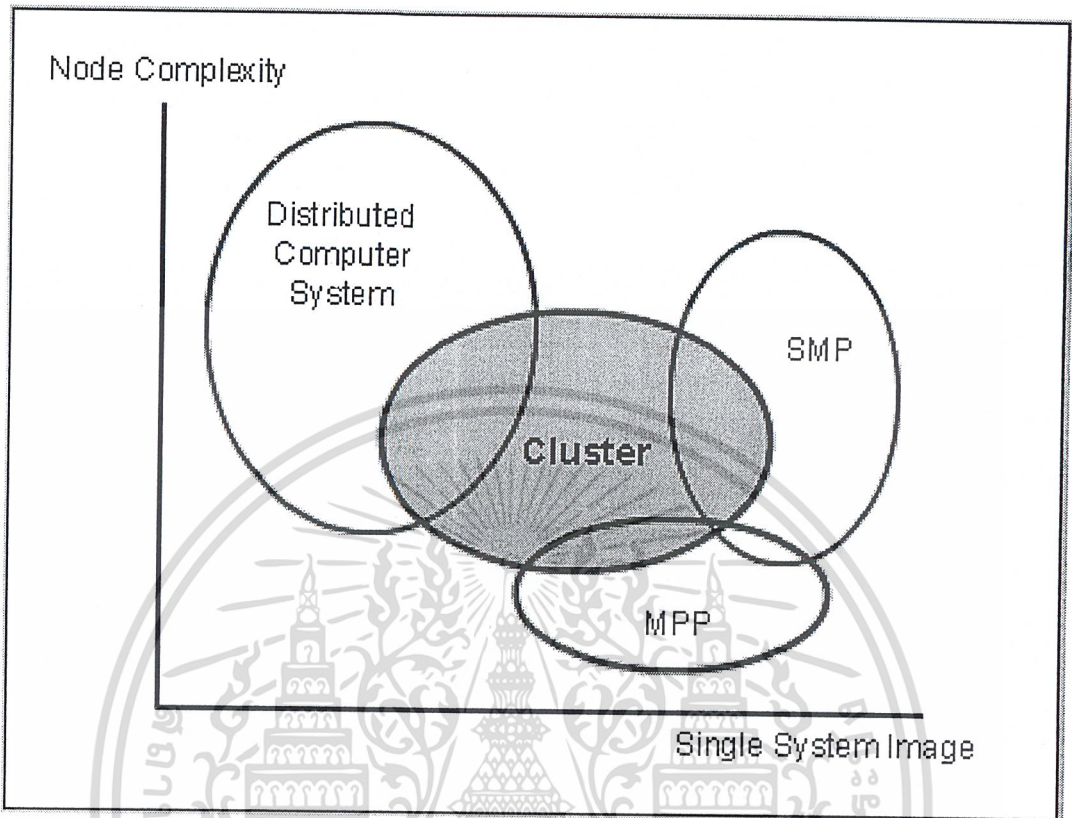 Node Complexity
Distributed
Computer
System
SMP
Cluster
MPP
Single System Image